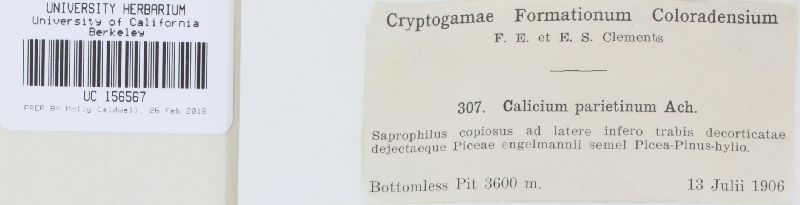 UNIVERSITY HERBARIUM
University of California
Berkeley
UC 156567
PREP BY Molly Caldwell, 26 Feb 2016
Cryptogamae Formationum Coloradensium
F. E. et E. S. Clements
307. Calicium parietinum Ach.
Saprophilus copiosus ad latere infero trabis decorticatae
dejectaeque Piceae engelmannii semel Picea-Pinus-hylio.
Bottomless Pit 3600 m. 13 Julii 1906